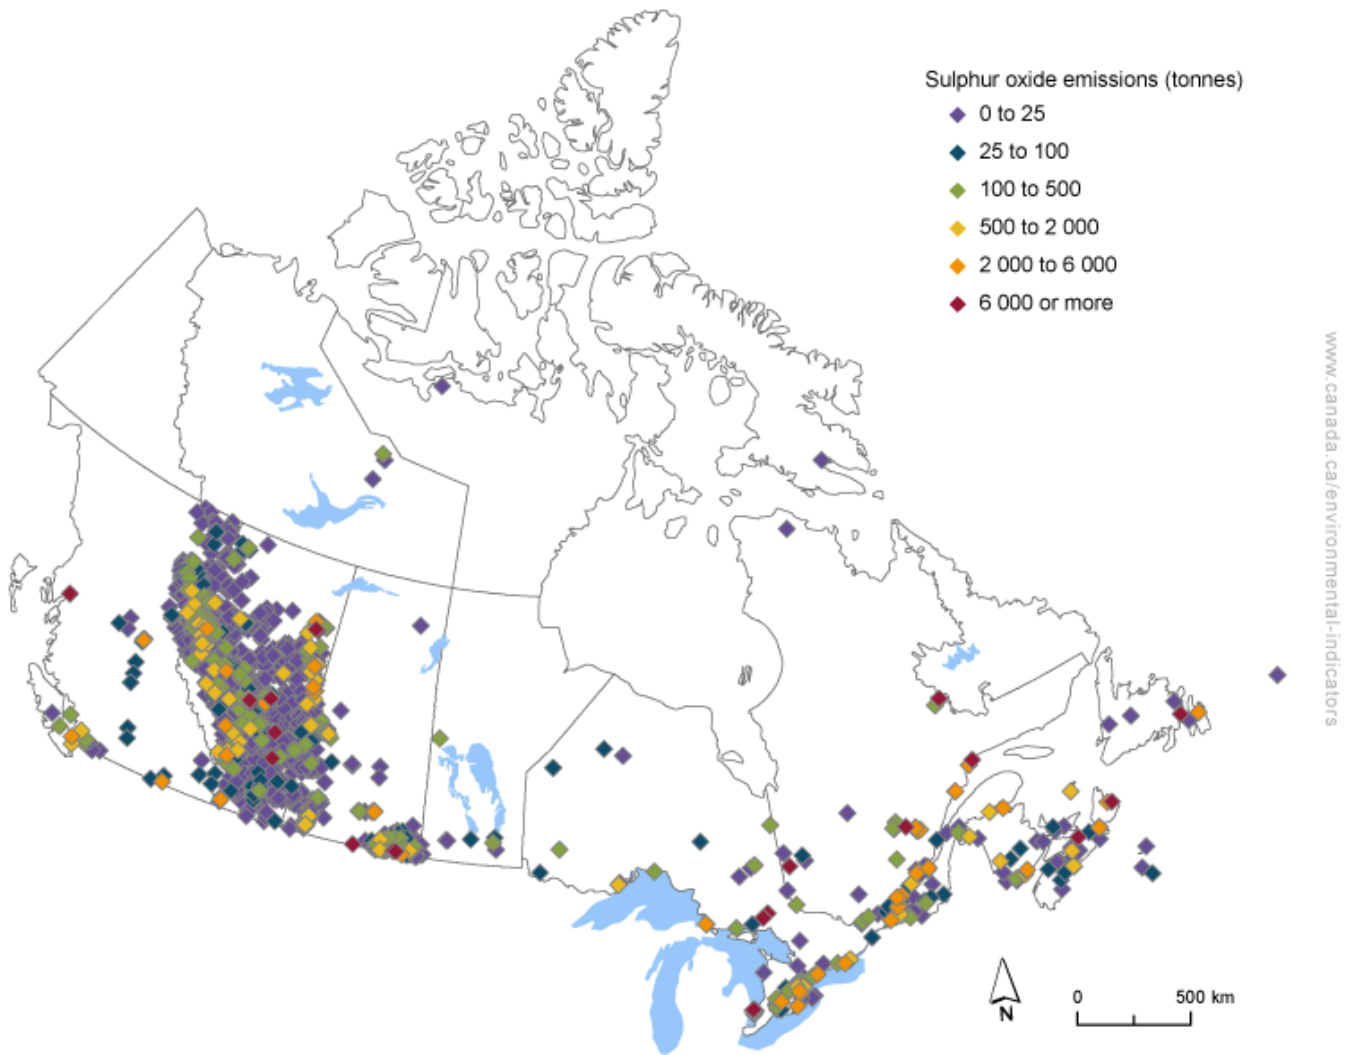 Sulphur oxide emissions (tonnes)
0 to 25
25 to 100
100 to 500
500 to 2 000
2 000 to 6 000
6 000 or more
www.canada.ca/environmental-indicators
N
0 500 km